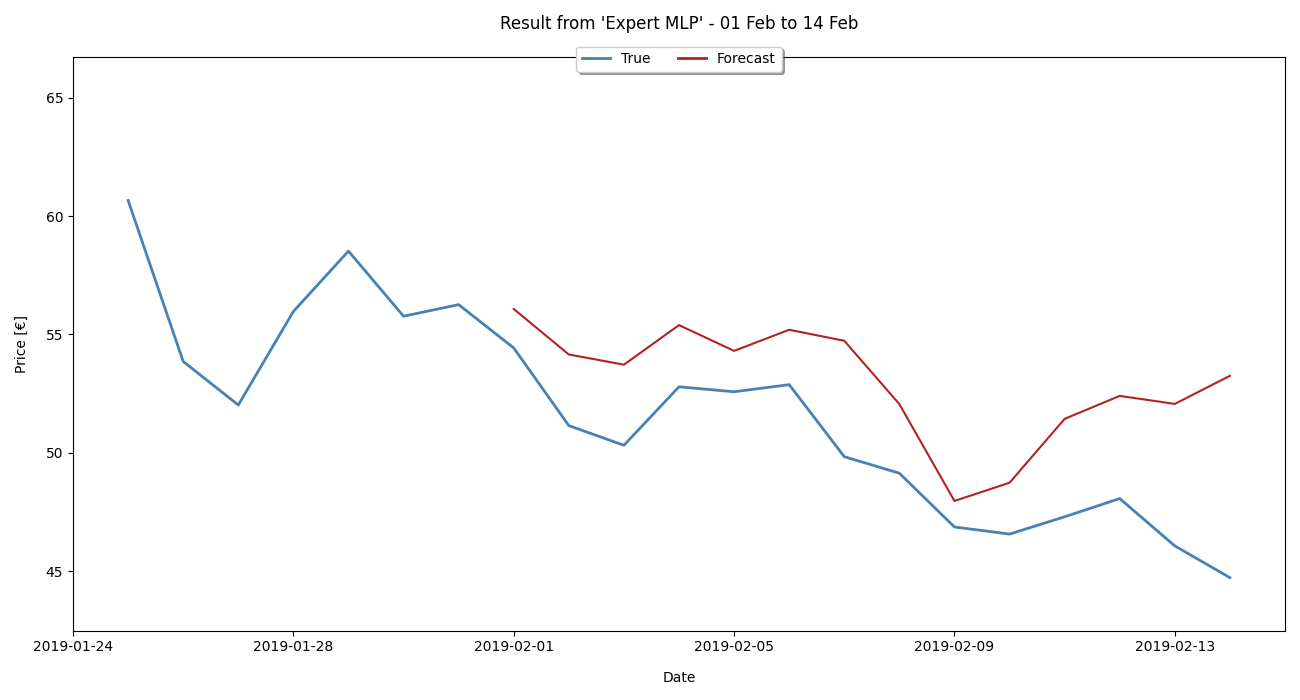 Result from 'Expert MLP' - 01 Feb to 14 Feb
True Forecast
65
60
55
50
45
Price [€]
2019-01-24 2019-01-28 2019-02-01 2019-02-05 2019-02-09 2019-02-13
Date